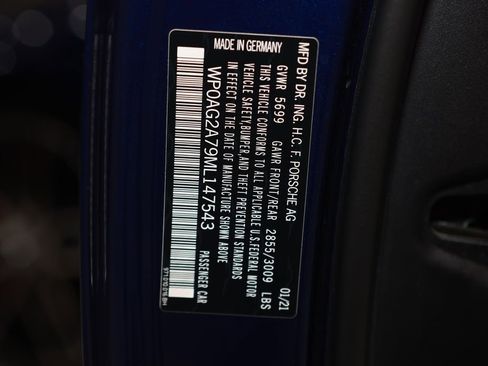 MFD BY DR. ING. H.C. F. PORSCHE AG
GVWR 5699 GAWR FRONT/REAR 2855/3009 LBS 01/21
THIS VEHICLE CONFORMS TO ALL APPLICABLE U.S.FEDERAL MOTOR
VEHICLE SAFETY,BUMPER,AND THEFT PREVENTION STANDARDS
IN EFFECT ON THE DATE OF MANUFACTURE SHOWN ABOVE
WP0AG2A79ML147543 PASSENGER CAR
MADE IN GERMANY